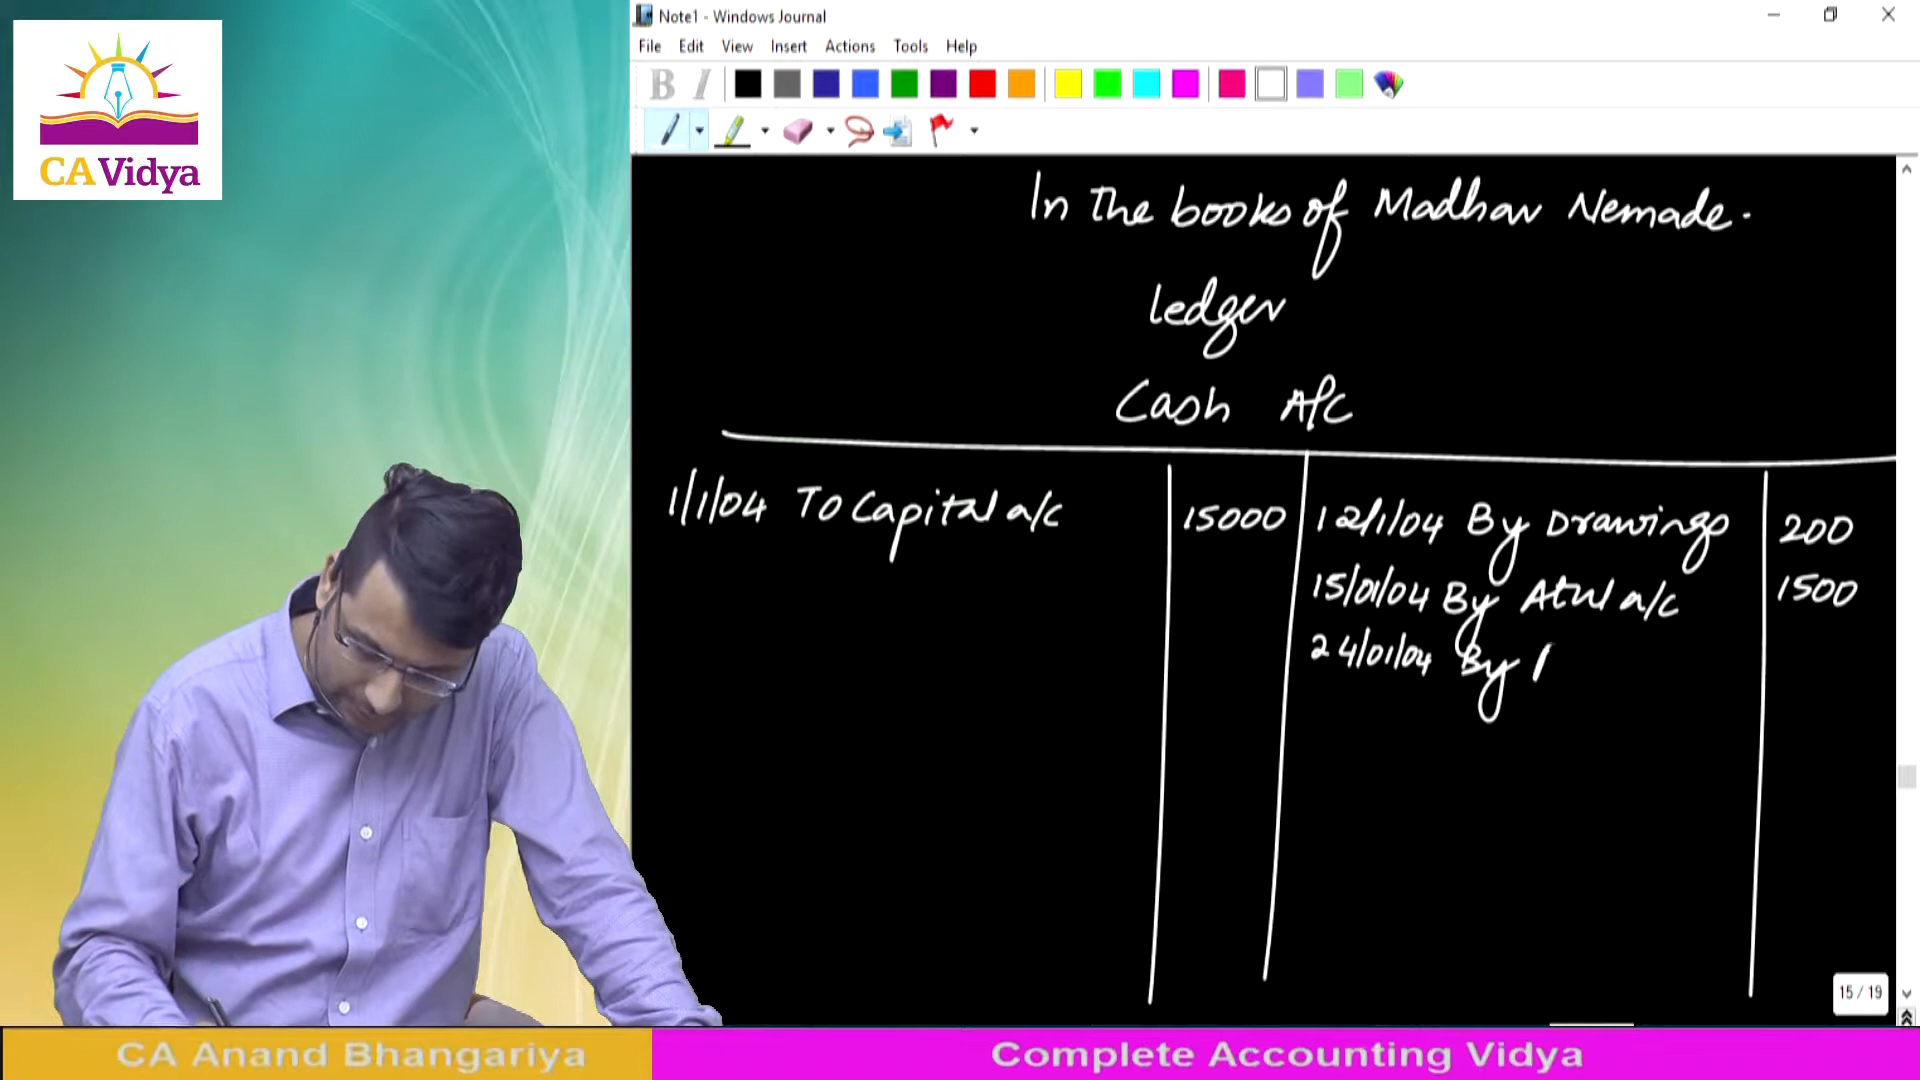 CA Vidya
Note1 - Windows Journal
File Edit View Insert Actions Tools Help
B I
In The books of Madhav Nemade.
Ledger
Cash A/c
1/1/04 To Capital a/c 15000 12/1/04 By Drawings 200
15/01/04 By Atul a/c 1500
24/01/04 By
15 / 19
CA Anand Bhangariya
Complete Accounting Vidya